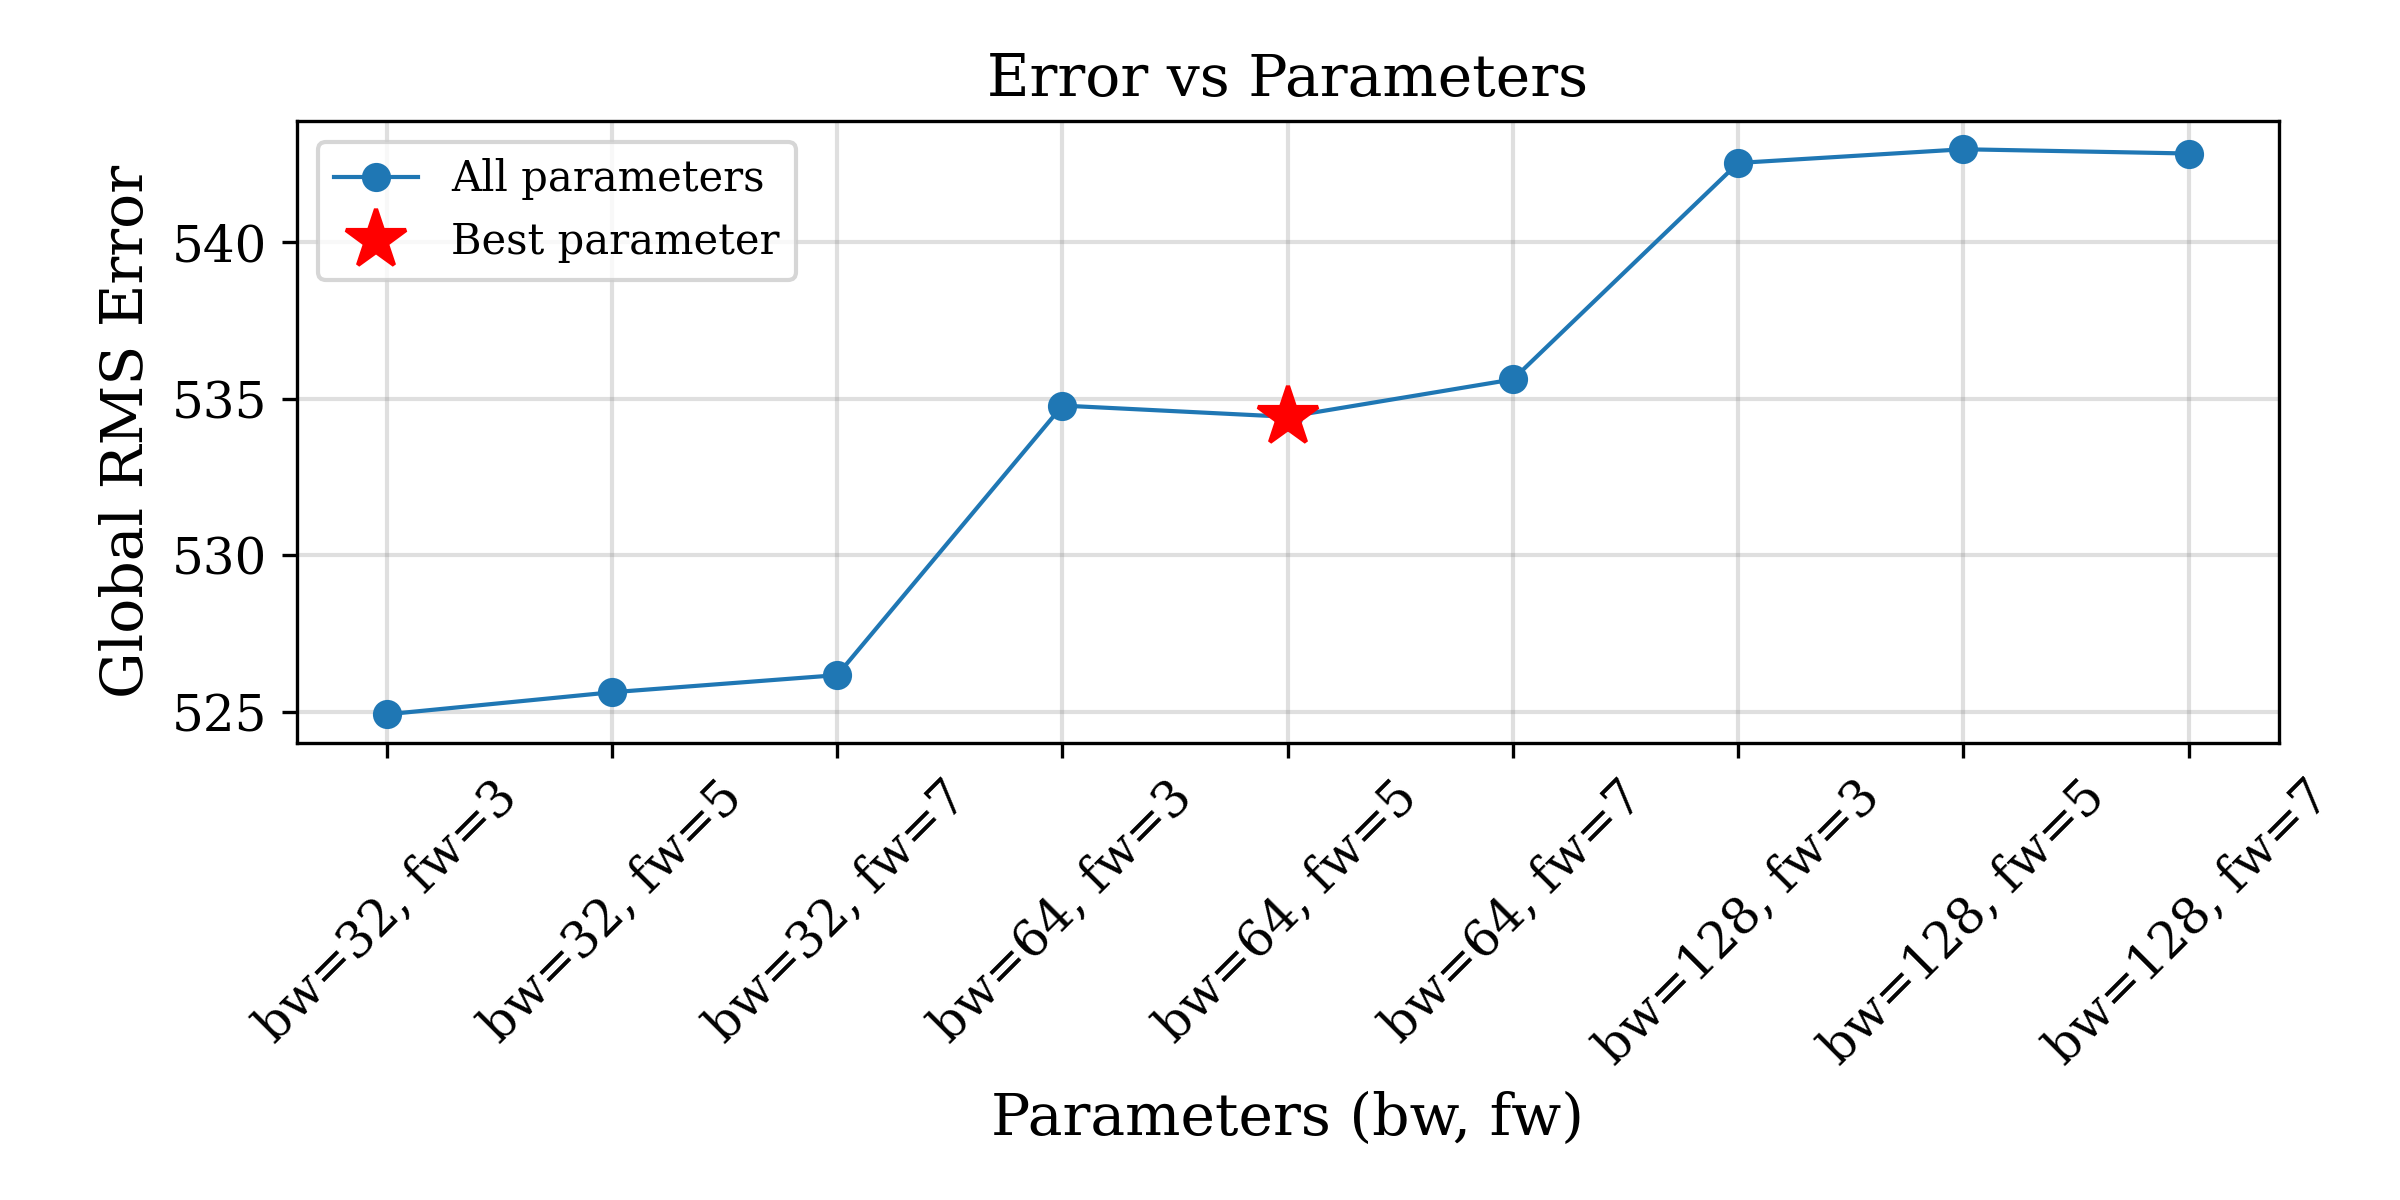 Error vs Parameters
All parameters
Best parameter
Global RMS Error
540
535
530
525
bw=32, fw=3
bw=32, fw=5
bw=32, fw=7
bw=64, fw=3
bw=64, fw=5
bw=64, fw=7
bw=128, fw=3
bw=128, fw=5
bw=128, fw=7
Parameters (bw, fw)